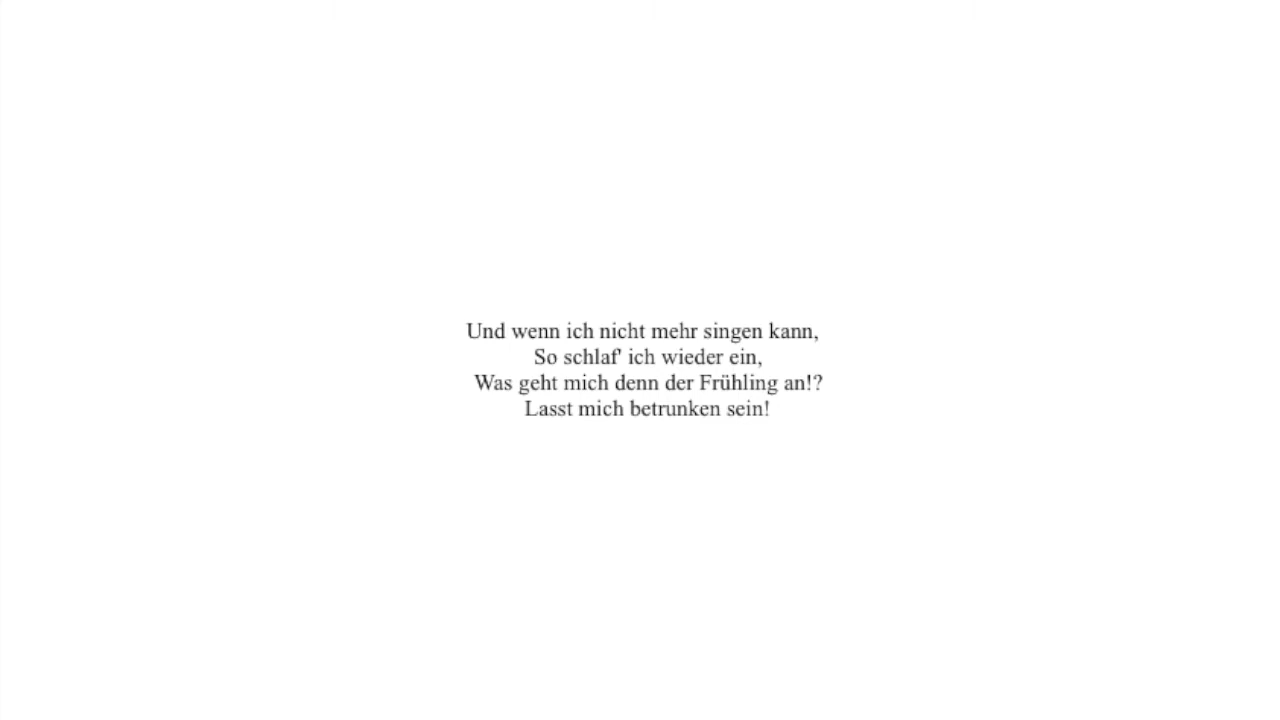 Und wenn ich nicht mehr singen kann,
So schlaf' ich wieder ein,
Was geht mich denn der Frühling an!?
Lasst mich betrunken sein!